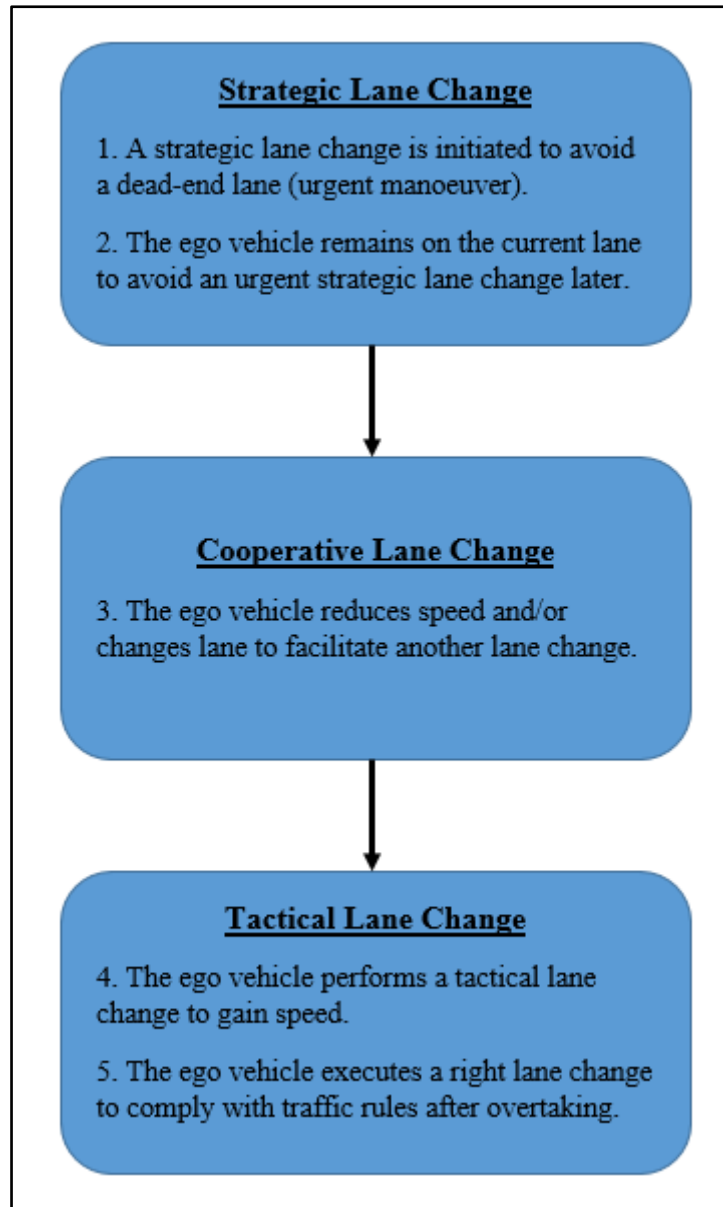 Strategic Lane Change
1. A strategic lane change is initiated to avoid
a dead-end lane (urgent manoeuver).
2. The ego vehicle remains on the current lane
to avoid an urgent strategic lane change later.
Cooperative Lane Change
3. The ego vehicle reduces speed and/or
changes lane to facilitate another lane change.
Tactical Lane Change
4. The ego vehicle performs a tactical lane
change to gain speed.
5. The ego vehicle executes a right lane change
to comply with traffic rules after overtaking.